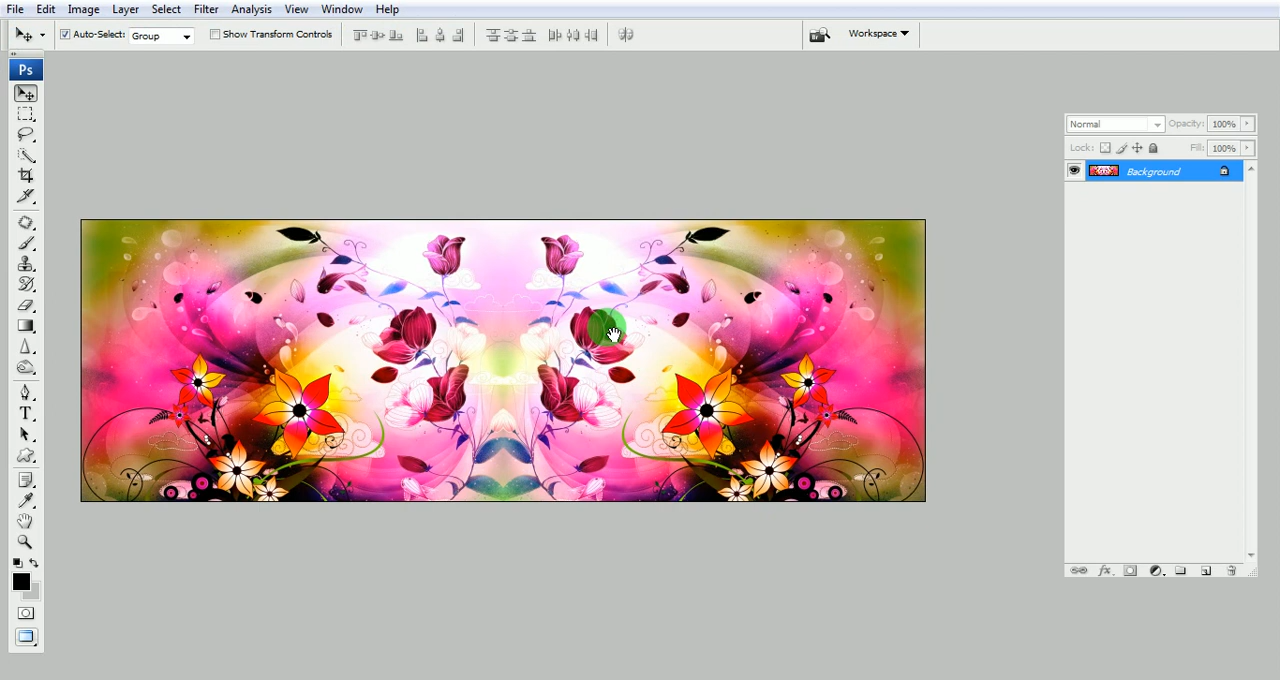 File Edit Image Layer Select Filter Analysis View Window Help
Auto-Select: Group Show Transform Controls Workspace
Ps
Normal Opacity: 100%
Lock: Fill: 100%
Background
T
fx